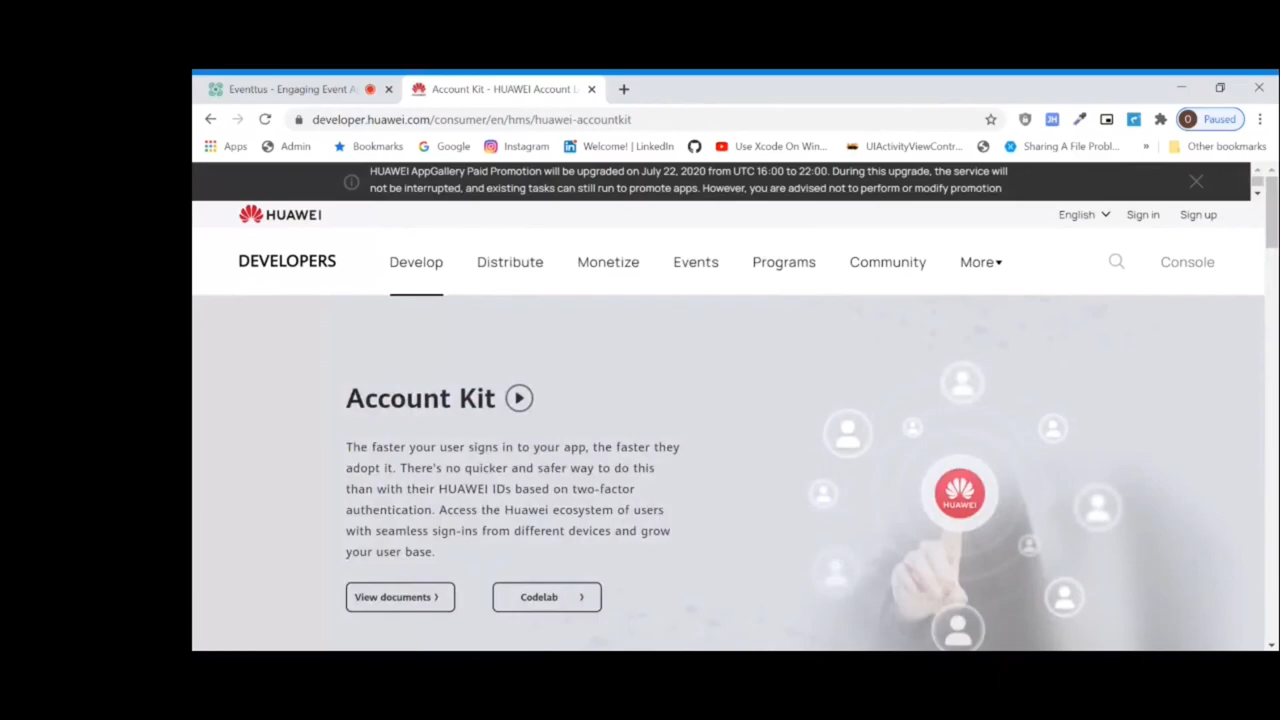 Eventtus - Engaging Event A
Account Kit - HUAWEI Account L
developer.huawei.com/consumer/en/hms/huawei-accountkit
JH
O Paused
Apps Admin Bookmarks Google Instagram Welcome! | LinkedIn Use Xcode On Win... UIActivityViewContr... Sharing A File Probl... » Other bookmarks
HUAWEI AppGallery Paid Promotion will be upgraded on July 22, 2020 from UTC 16:00 to 22:00. During this upgrade, the service will
not be interrupted, and existing tasks can still run to promote apps. However, you are advised not to perform or modify promotion
HUAWEI English Sign in Sign up
DEVELOPERS Develop Distribute Monetize Events Programs Community More Console
Account Kit
The faster your user signs in to your app, the faster they
adopt it. There's no quicker and safer way to do this
than with their HUAWEI IDs based on two-factor
authentication. Access the Huawei ecosystem of users
with seamless sign-ins from different devices and grow
your user base.
HUAWEI
View documents Codelab